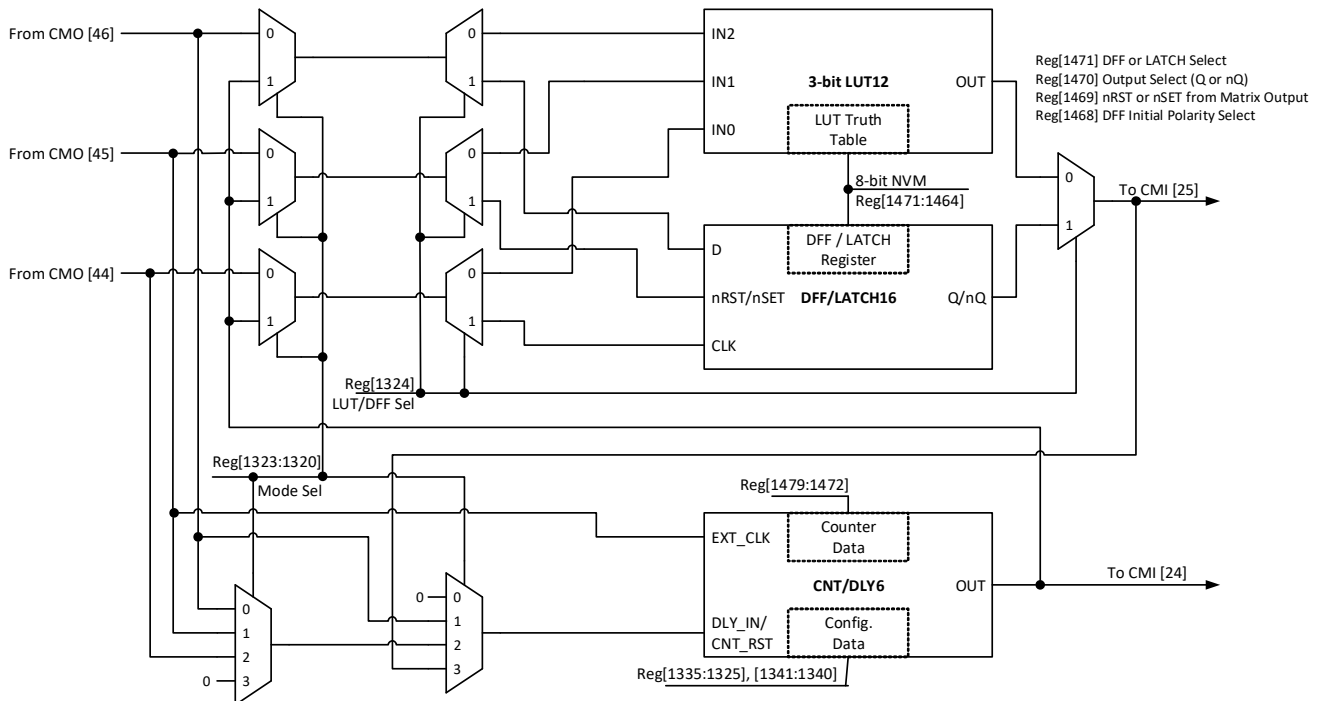 From CMO [46]
0
1
0
1
IN2
IN1
IN0
3-bit LUT12
LUT Truth
Table
OUT
Reg[1471] DFF or LATCH Select
Reg[1470] Output Select (Q or nQ)
Reg[1469] nRST or nSET from Matrix Output
Reg[1468] DFF Initial Polarity Select
From CMO [45]
0
1
0
1
8-bit NVM
Reg[1471:1464]
0
1
To CMI [25]
From CMO [44]
0
1
0
1
D
nRST/nSET
CLK
DFF / LATCH
Register
DFF/LATCH16
Q/nQ
Reg[1324]
LUT/DFF Sel
Reg[1323:1320]
Mode Sel
Reg[1479:1472]
EXT_CLK
Counter
Data
CNT/DLY6
OUT
To CMI [24]
DLY_IN/
CNT_RST
Config.
Data
0
1
2
0
3
0
0
1
2
3
Reg[1335:1325], [1341:1340]